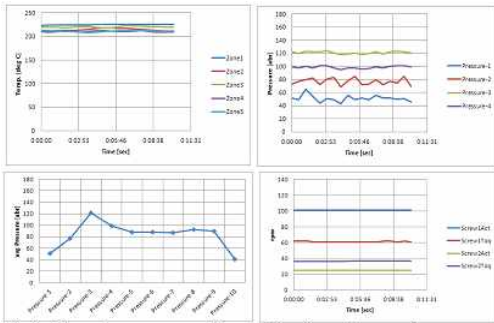 250
200
150
100
50
0
Temp. [deg C]
0:00:00 0:02:53 0:05:46 0:08:38 0:11:31
Time [sec]
Zone1
Zone2
Zone3
Zone4
Zone5
180
160
140
120
100
80
60
40
20
0
Pressure
0:00:00 0:02:53 0:05:46 0:08:38 0:11:31
Time [sec]
Pressure-1
Pressure-2
Pressure-3
Pressure-4
180
160
140
120
100
80
60
40
20
0
avg Pressure
Pressure-1 Pressure-2 Pressure-3 Pressure-4 Pressure-5 Pressure-6 Pressure-7 Pressure-8 Pressure-9 Pressure-10
140
120
100
80
60
40
20
0
rpm
0:00:00 0:02:53 0:05:46 0:08:38 0:11:31
Time [sec]
Screw1Act
Screw1Trq
Screw2Act
Screw2Trq